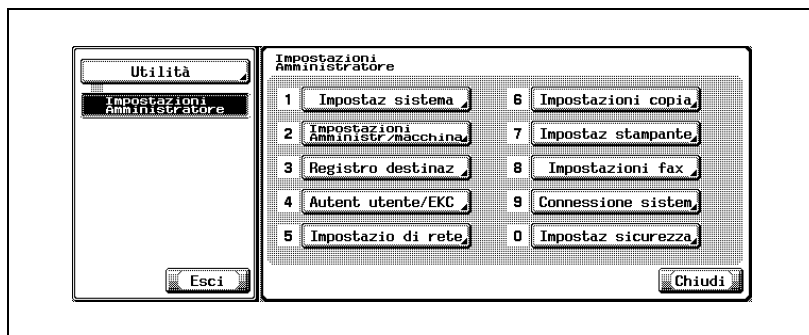 Utilità
Impostazioni
Amministratore
Esci
Impostazioni
Amministratore
1 Impostaz sistema
2 Impostazioni
Amministr/macchina
3 Registro destinaz
4 Autent utente/EKC
5 Impostazio di rete
6 Impostazioni copia
7 Impostaz stampante
8 Impostazioni fax
9 Connessione sistem
0 Impostaz sicurezza
Chiudi